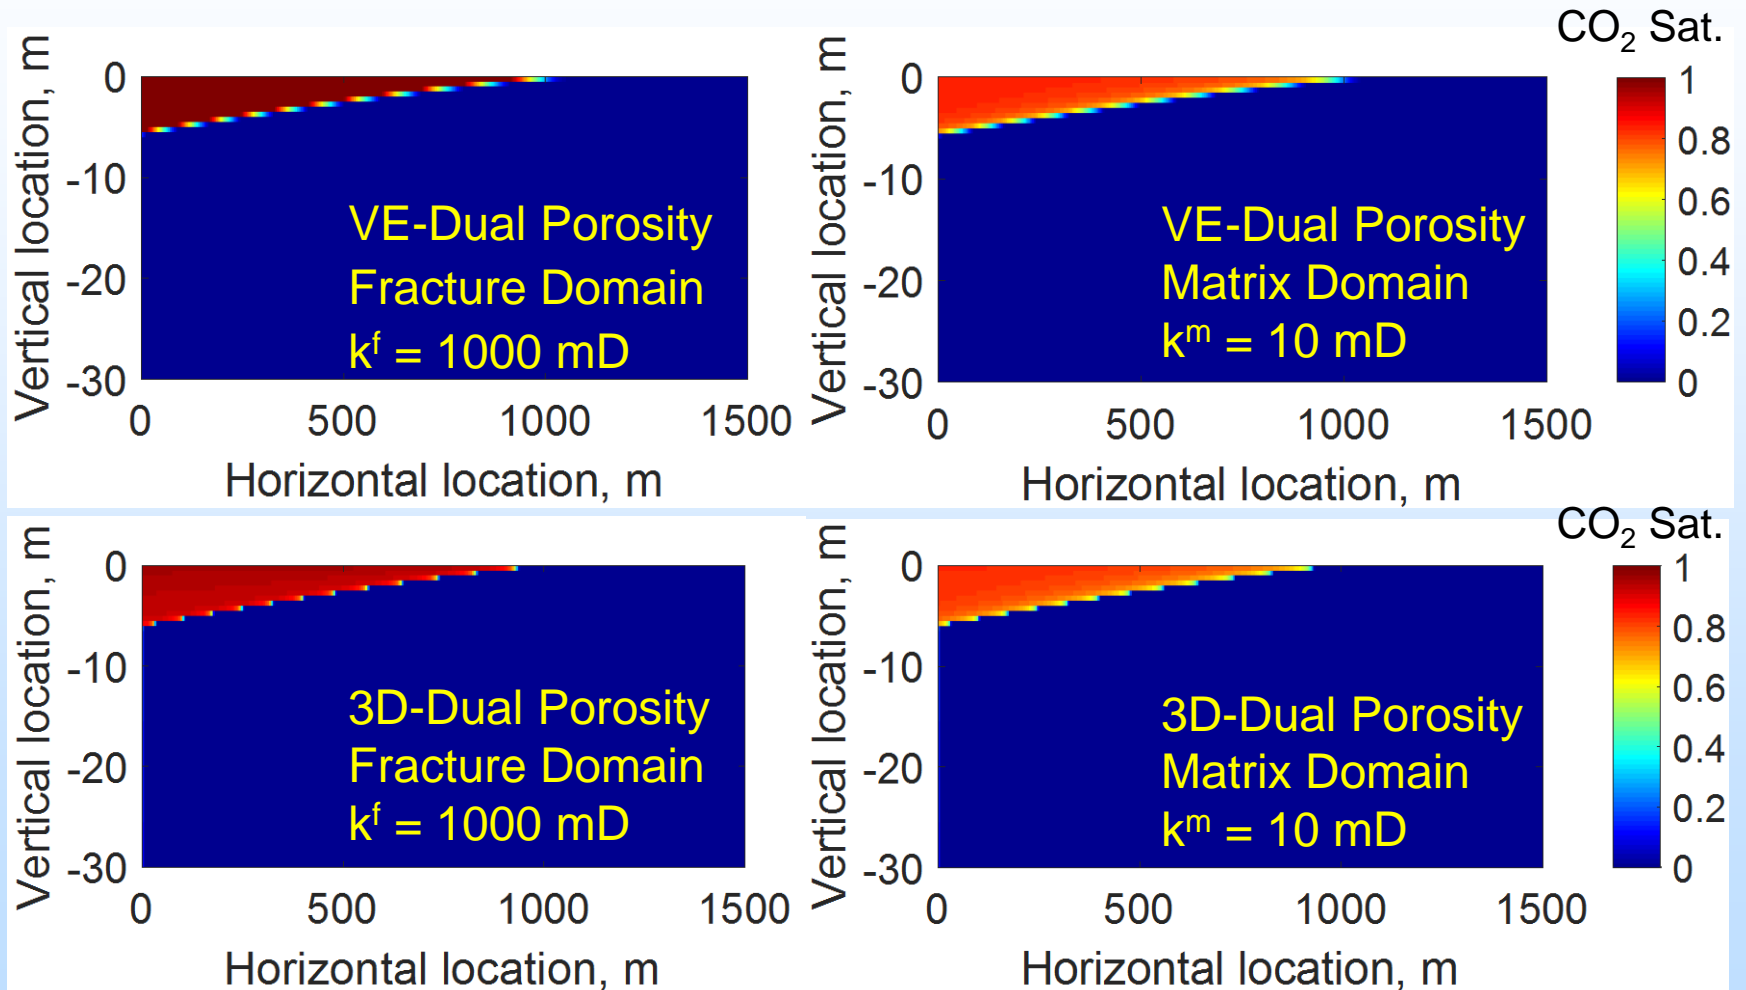 CO₂ Sat.
Vertical location, m
0
-10
-20
-30
VE-Dual Porosity
Fracture Domain
kᶠ = 1000 mD
0 500 1000 1500
Horizontal location, m
Vertical location, m
0
-10
-20
-30
VE-Dual Porosity
Matrix Domain
kᵐ = 10 mD
0 500 1000 1500
Horizontal location, m
1
0.8
0.6
0.4
0.2
0
CO₂ Sat.
Vertical location, m
0
-10
-20
-30
3D-Dual Porosity
Fracture Domain
kᶠ = 1000 mD
0 500 1000 1500
Horizontal location, m
Vertical location, m
0
-10
-20
-30
3D-Dual Porosity
Matrix Domain
kᵐ = 10 mD
0 500 1000 1500
Horizontal location, m
1
0.8
0.6
0.4
0.2
0